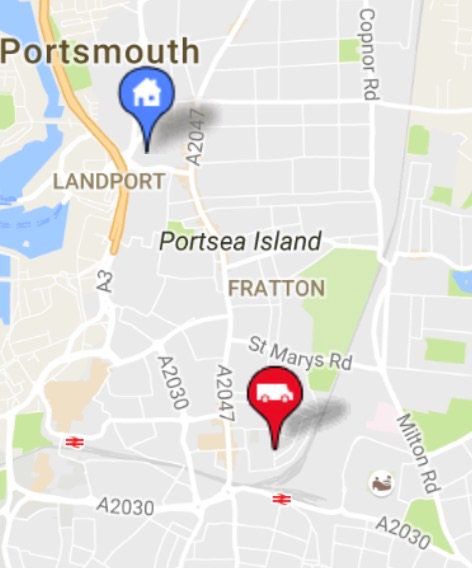 Portsmouth
Copnor Rd
A2047
LANDPORT
Portsea Island
A3
FRATTON
St Marys Rd
A2030
A2047
Milton Rd
A2030
A2030